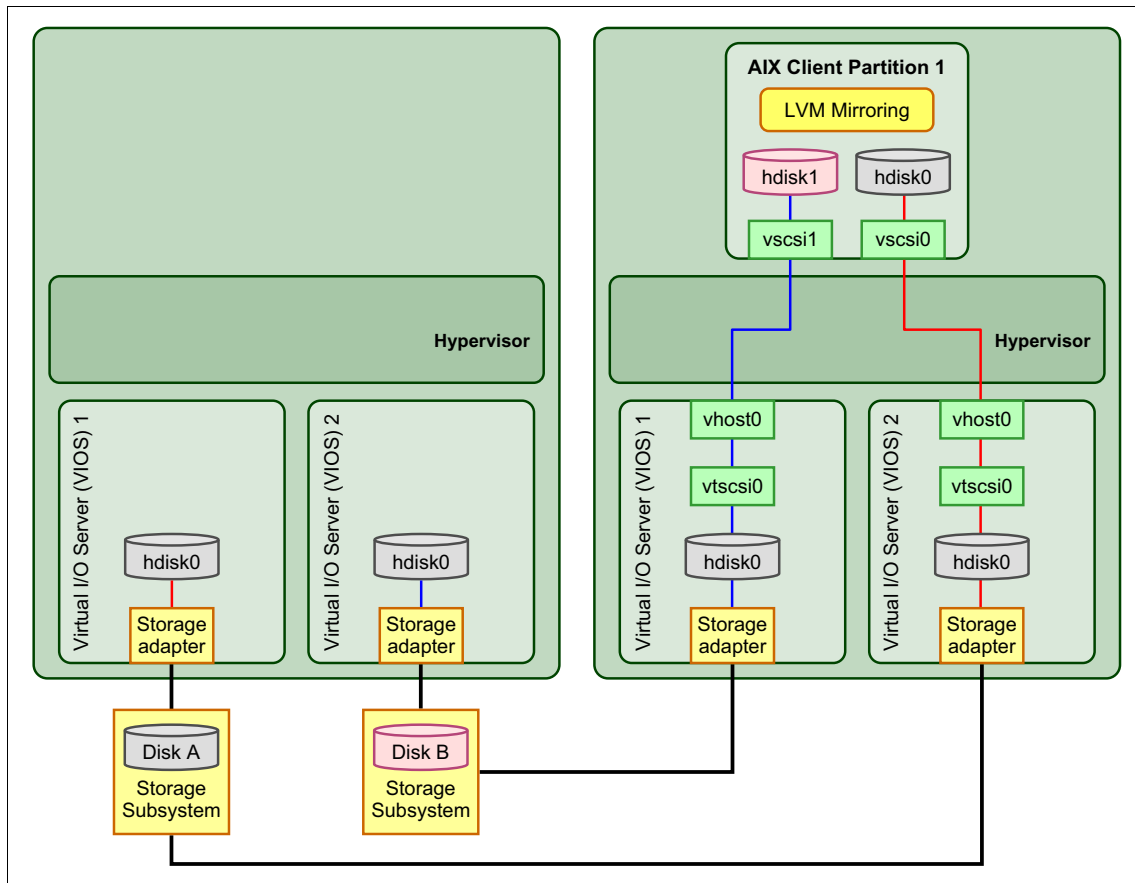 Hypervisor
Virtual I/O Server (VIOS) 1
hdisk0
Storage
adapter
Virtual I/O Server (VIOS) 2
hdisk0
Storage
adapter
AIX Client Partition 1
LVM Mirroring
hdisk1
hdisk0
vscsi1
vscsi0
Hypervisor
Virtual I/O Server (VIOS) 1
vhost0
vtscsi0
hdisk0
Storage
adapter
Virtual I/O Server (VIOS) 2
vhost0
vtscsi0
hdisk0
Storage
adapter
Disk A
Storage
Subsystem
Disk B
Storage
Subsystem